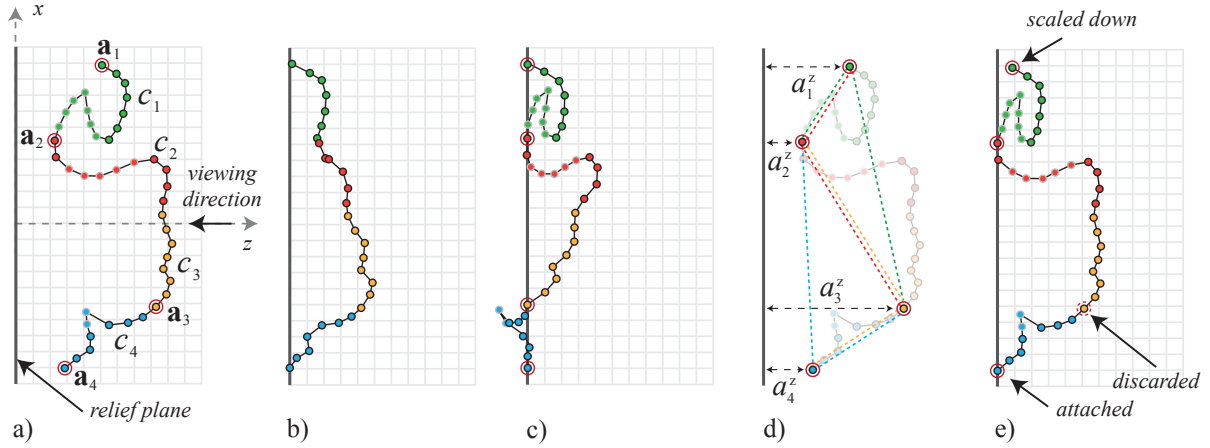 x
a₁
c₁
a₂
c₂
viewing
direction
z
c₃
a₃
c₄
a₄
relief plane
a)
b)
c)
a₁ᶻ
a₂ᶻ
a₃ᶻ
a₄ᶻ
d)
scaled down
discarded
attached
e)